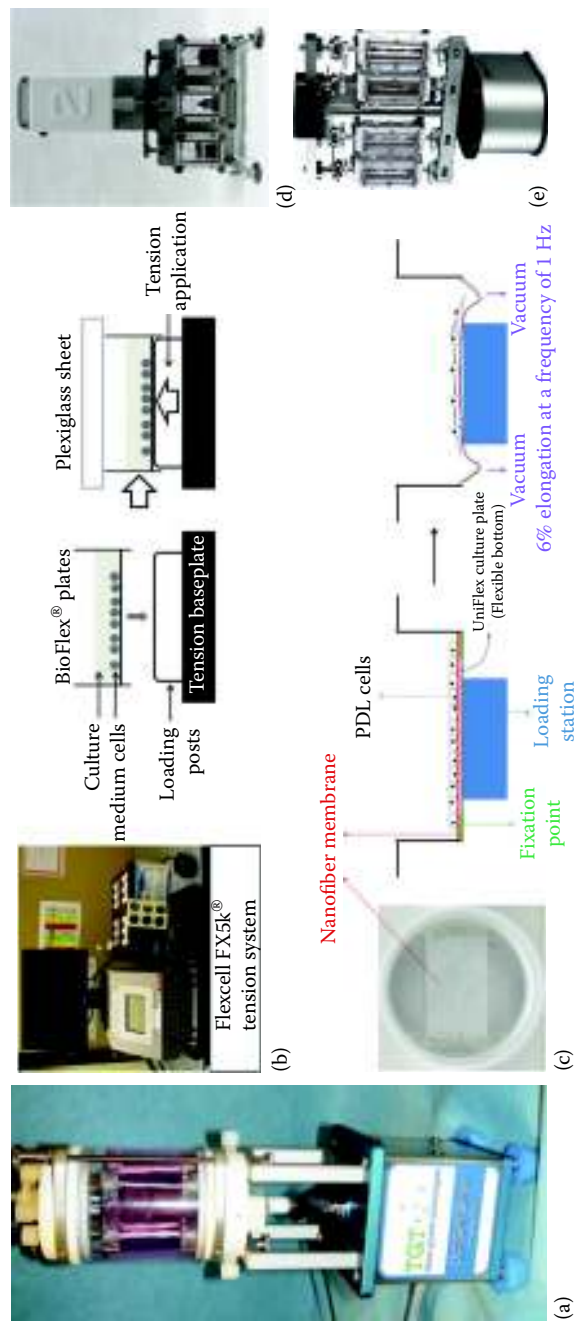 TGT
(a)
Flexcell FX5k®
tension system
(b)
BioFlex® plates
Culture
medium cells
Loading
posts
Tension baseplate
Plexiglass sheet
Tension
application
(c)
Nanofiber membrane
PDL cells
Fixation
point
Loading
station
UniFlex culture plate
(Flexible bottom)
Vacuum
Vacuum
6% elongation at a frequency of 1 Hz
(d)
(e)